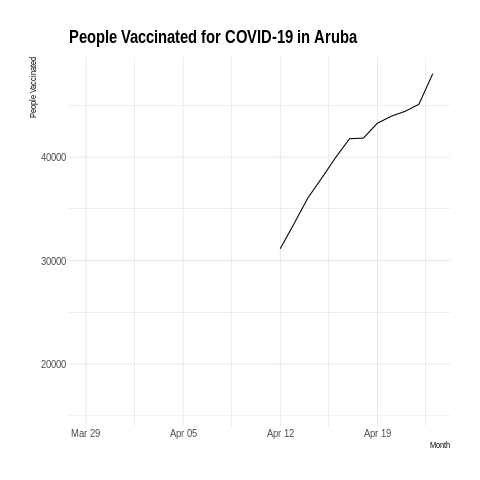 People Vaccinated for COVID-19 in Aruba
People Vaccinated
40000
30000
20000
Mar 29 Apr 05 Apr 12 Apr 19
Month